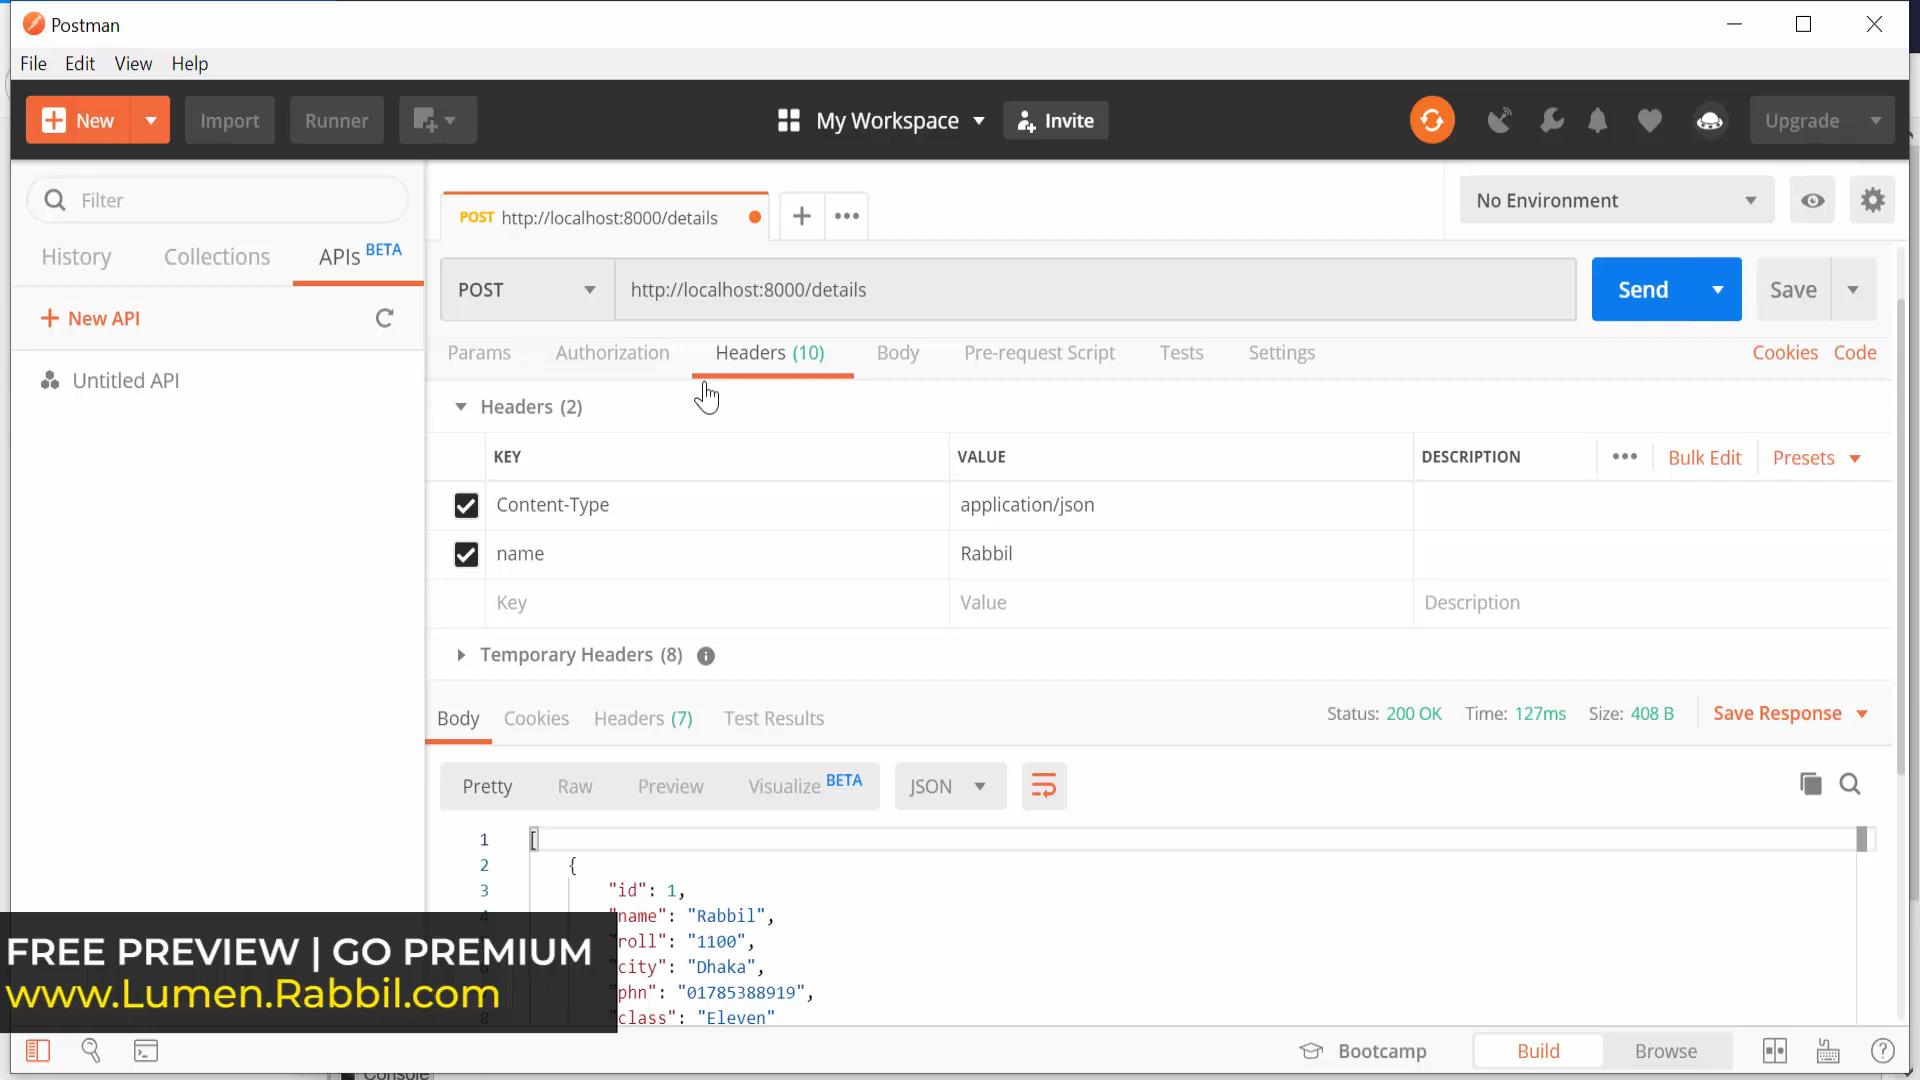 Postman
File Edit View Help
New Import Runner My Workspace Invite Upgrade
Filter
History Collections APIs BETA
New API
Untitled API
POST http://localhost:8000/details
No Environment
POST http://localhost:8000/details Send Save
Params Authorization Headers (10) Body Pre-request Script Tests Settings Cookies Code
Headers (2)
KEY VALUE DESCRIPTION Bulk Edit Presets
Content-Type application/json
name Rabbil
Key Value Description
Temporary Headers (8)
Body Cookies Headers (7) Test Results Status: 200 OK Time: 127ms Size: 408 B Save Response
Pretty Raw Preview Visualize BETA JSON
1 [
2 {
3 "id": 1,
4 "name": "Rabbil",
"roll": "1100",
"city": "Dhaka",
"phn": "01785388919",
8 "class": "Eleven"
FREE PREVIEW | GO PREMIUM
www.Lumen.Rabbil.com
Bootcamp Build Browse
Console